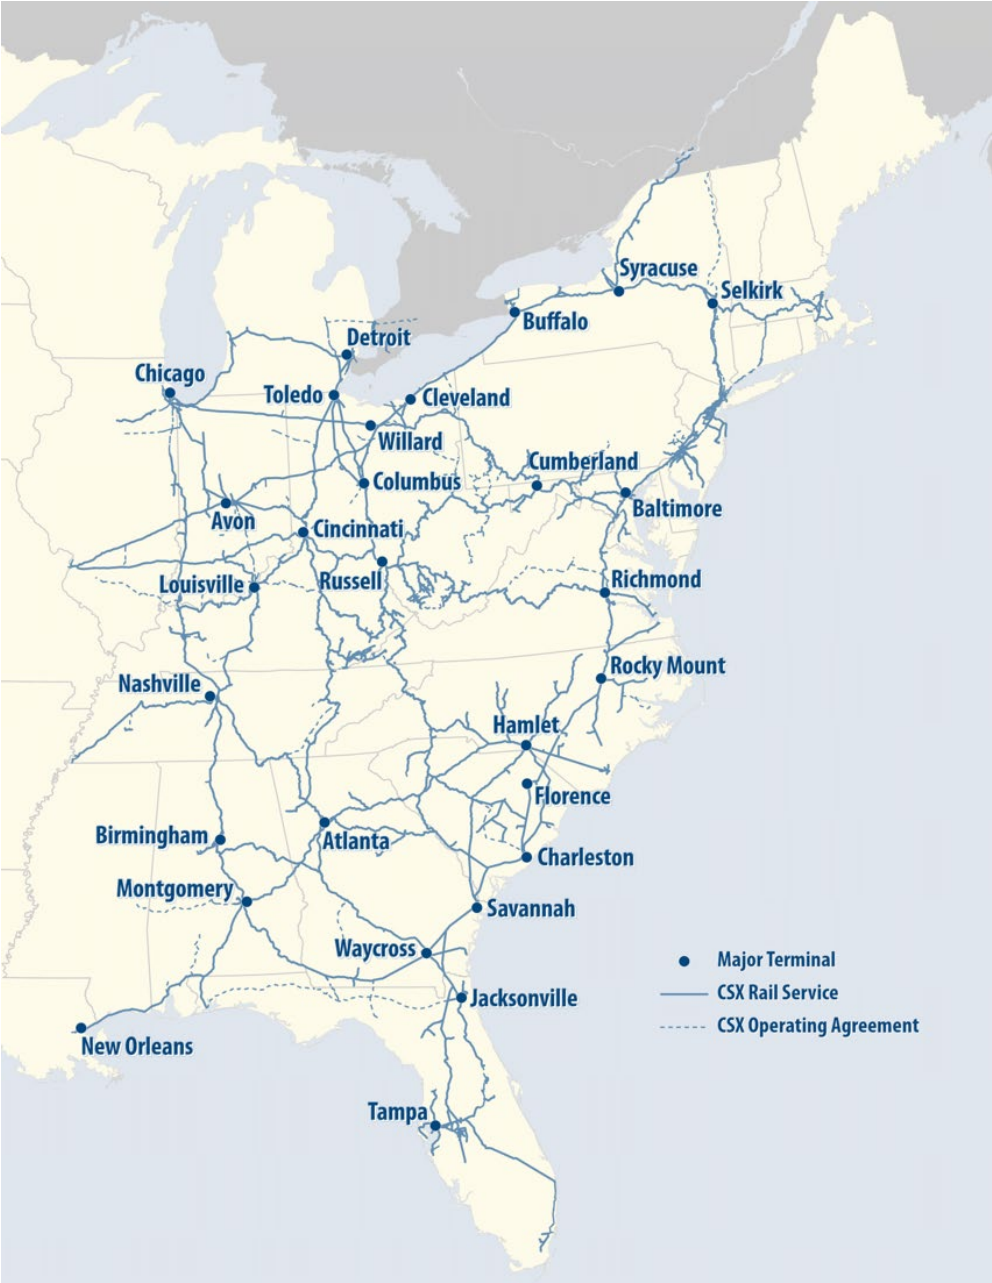 Syracuse
Selkirk
Buffalo
Detroit
Chicago
Toledo
Cleveland
Willard
Cumberland
Columbus
Baltimore
Avon
Cincinnati
Louisville
Russell
Richmond
Rocky Mount
Nashville
Hamlet
Florence
Birmingham
Atlanta
Charleston
Montgomery
Savannah
Waycross
Major Terminal
CSX Rail Service
Jacksonville
CSX Operating Agreement
New Orleans
Tampa